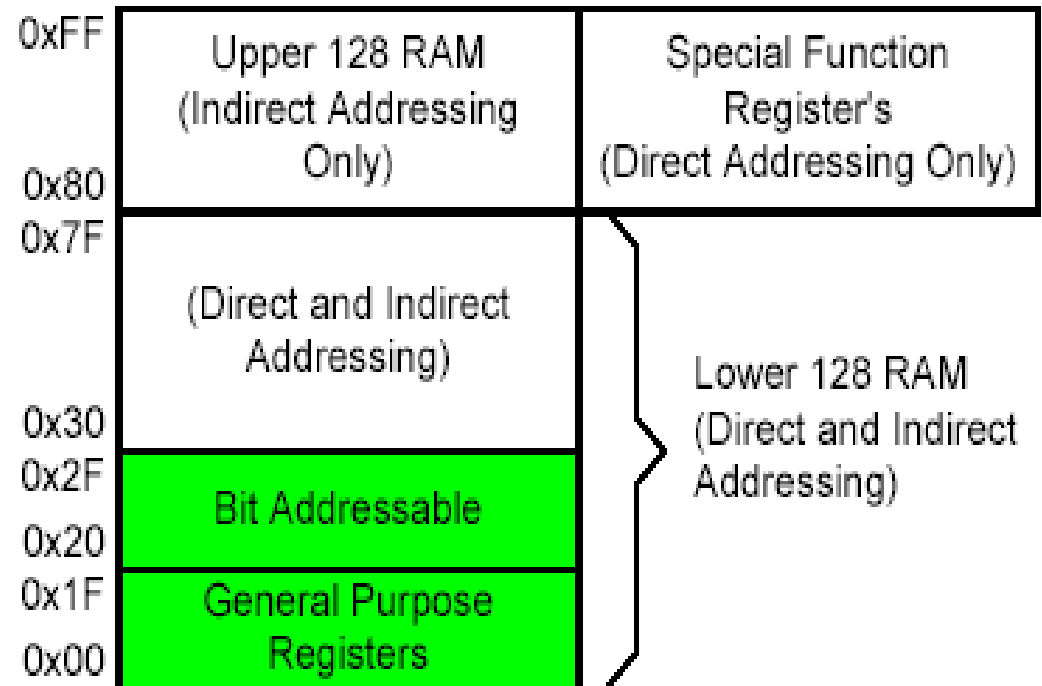 0xFF
Upper 128 RAM
(Indirect Addressing
Only)
0x80
Special Function
Register's
(Direct Addressing Only)
0x7F
(Direct and Indirect
Addressing)
0x30
0x2F
Bit Addressable
0x20
0x1F
General Purpose
Registers
0x00
Lower 128 RAM
(Direct and Indirect
Addressing)